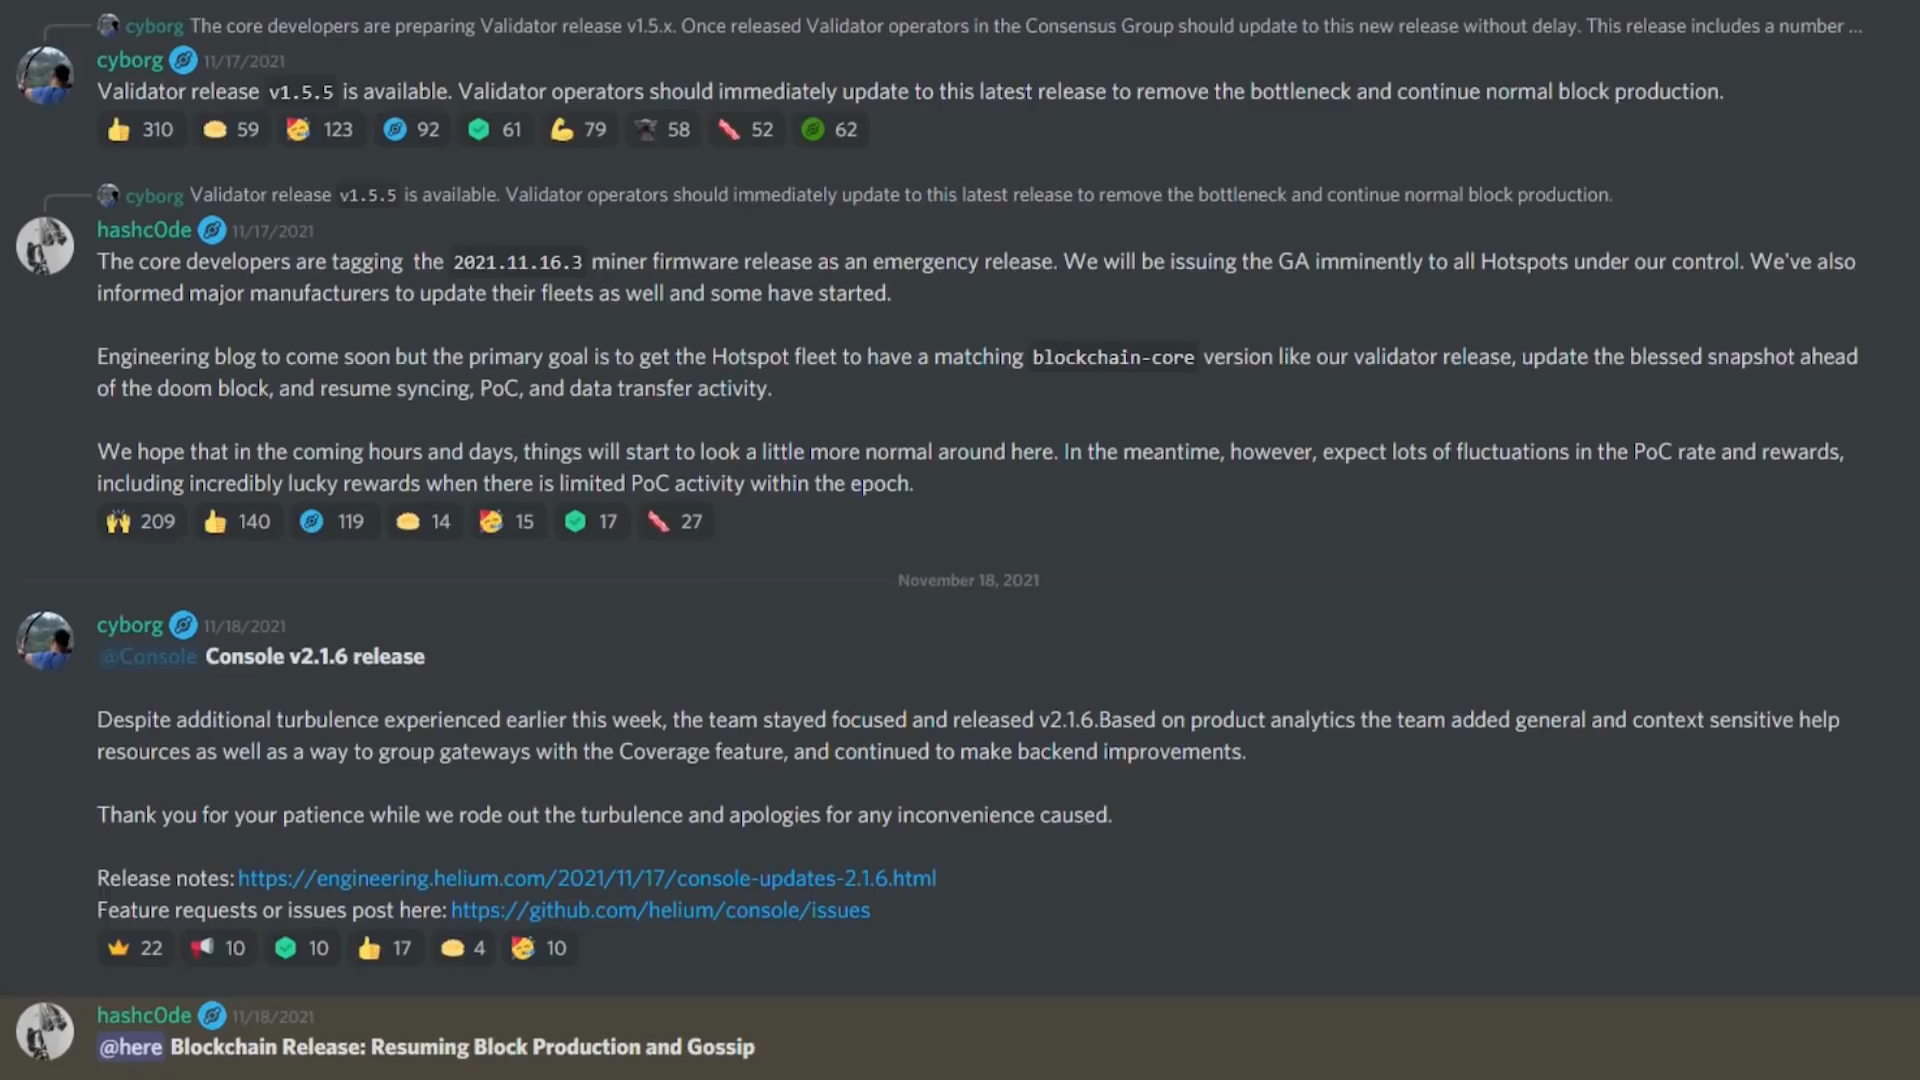 cyborg The core developers are preparing Validator release v1.5.x. Once released Validator operators in the Consensus Group should update to this new release without delay. This release includes a number ...
cyborg 11/17/2021
Validator release v1.5.5 is available. Validator operators should immediately update to this latest release to remove the bottleneck and continue normal block production.
310 59 123 92 61 79 58 52 62
cyborg Validator release v1.5.5 is available. Validator operators should immediately update to this latest release to remove the bottleneck and continue normal block production.
hashc0de 11/17/2021
The core developers are tagging the 2021.11.16.3 miner firmware release as an emergency release. We will be issuing the GA imminently to all Hotspots under our control. We've also
informed major manufacturers to update their fleets as well and some have started.
Engineering blog to come soon but the primary goal is to get the Hotspot fleet to have a matching blockchain-core version like our validator release, update the blessed snapshot ahead
of the doom block, and resume syncing, PoC, and data transfer activity.
We hope that in the coming hours and days, things will start to look a little more normal around here. In the meantime, however, expect lots of fluctuations in the PoC rate and rewards,
including incredibly lucky rewards when there is limited PoC activity within the epoch.
209 140 119 14 15 17 27
November 18, 2021
cyborg 11/18/2021
@Console Console v2.1.6 release
Despite additional turbulence experienced earlier this week, the team stayed focused and released v2.1.6.Based on product analytics the team added general and context sensitive help
resources as well as a way to group gateways with the Coverage feature, and continued to make backend improvements.
Thank you for your patience while we rode out the turbulence and apologies for any inconvenience caused.
Release notes: https://engineering.helium.com/2021/11/17/console-updates-2.1.6.html
Feature requests or issues post here: https://github.com/helium/console/issues
22 10 10 17 4 10
hashc0de 11/18/2021
@here Blockchain Release: Resuming Block Production and Gossip